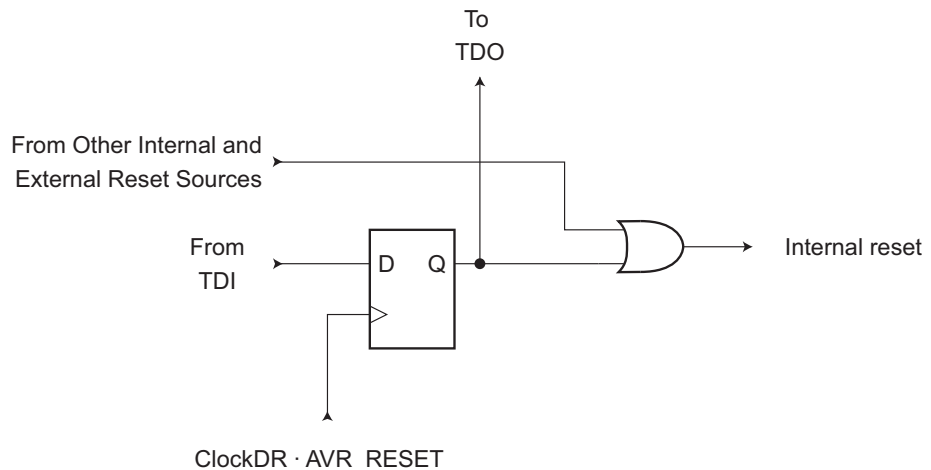 To
TDO
From Other Internal and
External Reset Sources
From
TDI
D Q
Internal reset
ClockDR · AVR_RESET